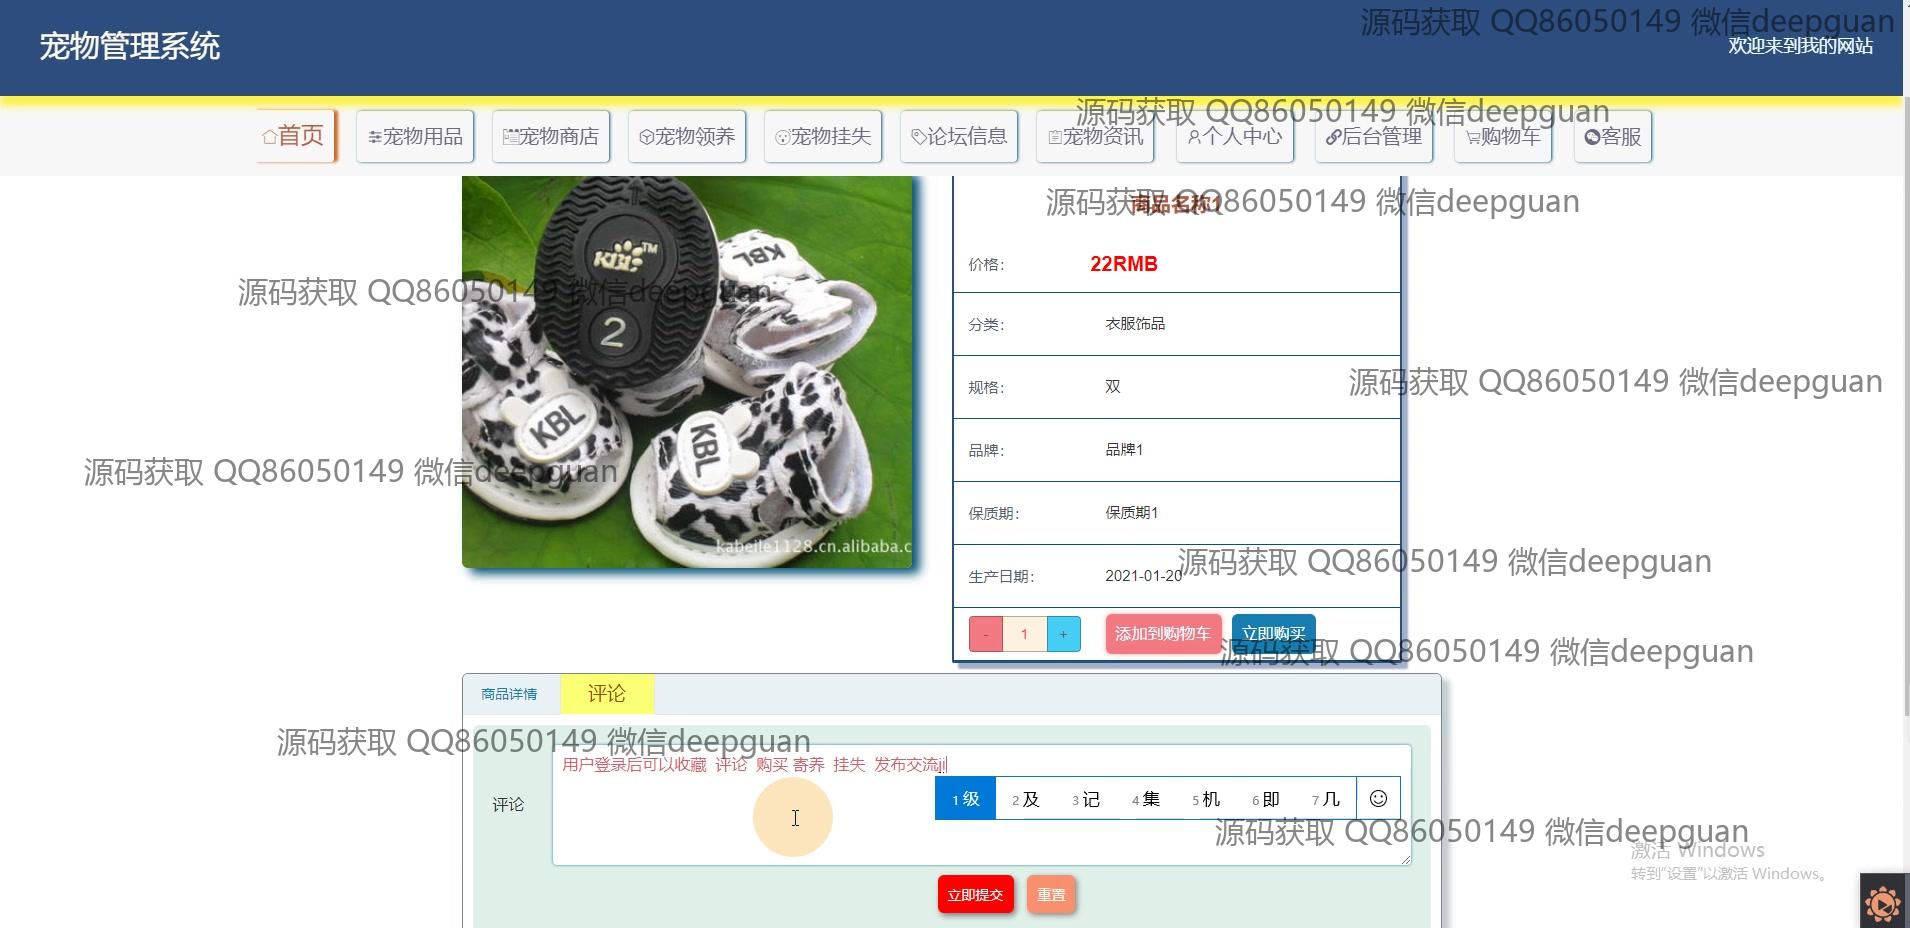 源码获取 QQ86050149 微信deepguan
宠物管理系统
欢迎来到我的网站
源码获取 QQ86050149 微信deepguan
首页 宠物用品 宠物商店 宠物领养 宠物挂失 论坛信息 宠物资讯 个人中心 后台管理 购物车 客服
源码获取 QQ86050149 微信deepguan
商品名称1
KBL TM
KBL
价格： 22RMB
源码获取 QQ86050149 微信deepguan
2
分类： 衣服饰品
规格： 双
源码获取 QQ86050149 微信deepguan
KBL
KBL
品牌： 品牌1
源码获取 QQ86050149 微信deepguan
保质期： 保质期1
kabeile1128.cn.alibaba.c
源码获取 QQ86050149 微信deepguan
生产日期： 2021-01-20
- 1 + 添加到购物车 立即购买
源码获取 QQ86050149 微信deepguan
商品详情 评论
源码获取 QQ86050149 微信deepguan
用户登录后可以收藏 评论 购买 寄养 挂失 发布交流ji
评论
1 级 2 及 3 记 4 集 5 机 6 即 7 几
源码获取 QQ86050149 微信deepguan
激活 Windows
转到“设置”以激活 Windows。
立即提交 重置